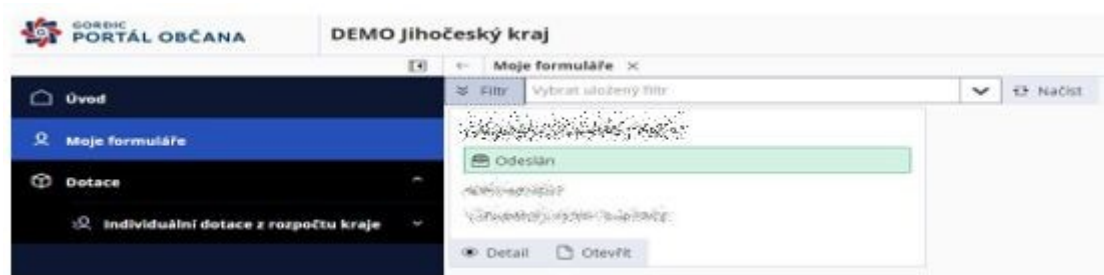 GORDIC
PORTÁL OBČANA
DEMO Jihočeský kraj
Moje formuláře
Úvod
Filtr
Vybrat uložený filtr
Načíst
Moje formuláře
Odeslán
Dotace
Individuální dotace z rozpočtu kraje
Detail
Otevřít